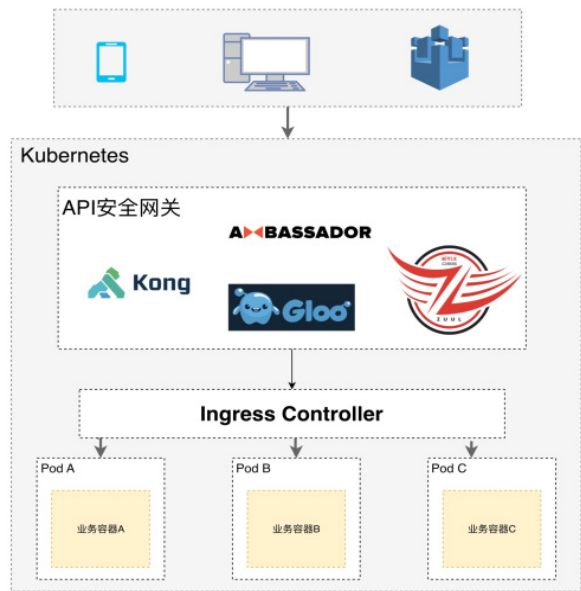 Kubernetes
API安全网关
AMBASSADOR
Kong
Gloo
NETFLIX
ZUUL
Ingress Controller
Pod A
Pod B
Pod C
业务容器A
业务容器B
业务容器C